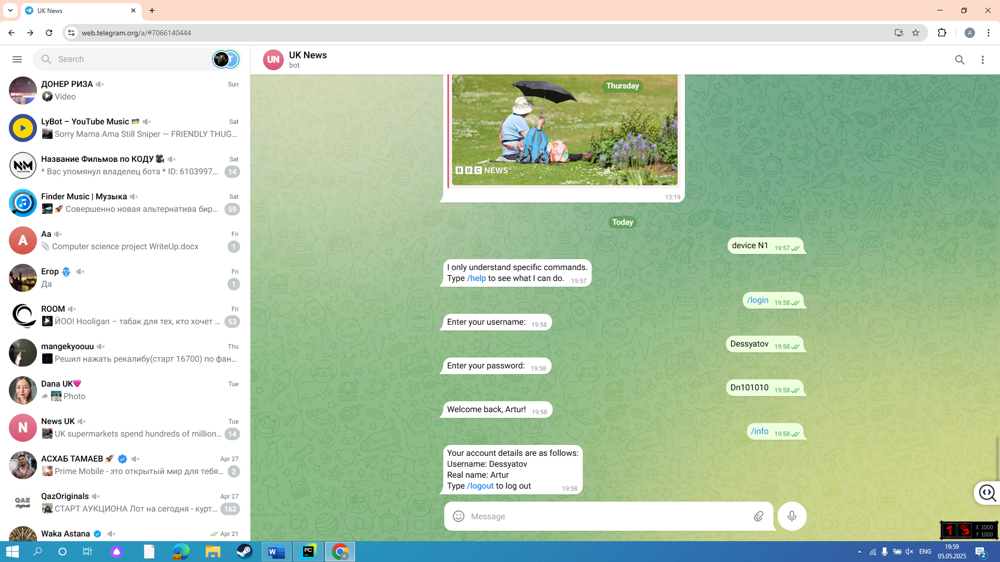 UK News
web.telegram.org/a/#7066140444
A
Search
ДОНЕР РИЗА
Sun
Video
LyBot – YouTube Music
Sat
Sorry Mama Ama Still Sniper — FRIENDLY THUG...
NM
Название Фильмов по КОДУ
Sat
* Вас упомянул владелец бота * ID: 6103997...
14
Finder Music | Музыка
Sat
Совершенно новая альтернатива бир...
59
A
Aa
Fri
Computer science project WriteUp.docx
1
Егор
Fri
Да
1
ROOM
Fri
ЙОО! Hooligan – табак для тех, кто хочет ...
53
mangekyoouu
Thu
Решил нажать рекалибу(старт 16700) по фан...
Dana UK
Tue
Photo
N
News UK
Tue
UK supermarkets spend hundreds of million...
14
АСХАБ ТАМАЕВ
Apr 27
Prime Mobile - это открытый мир для тебя...
2
QAZ
originals
QazOriginals
Apr 27
СТАРТ АУКЦИОНА Лот на сегодня - курт...
162
Waka Astana
Apr 21
UN
UK News
bot
Thursday
BBC NEWS
13:19
Today
device N1 19:57
I only understand specific commands.
Type /help to see what I can do. 19:57
/login 19:58
Enter your username: 19:58
Dessyatov 19:58
Enter your password: 19:58
Dn101010 19:58
Welcome back, Artur! 19:58
/info 19:58
Your account details are as follows:
Username: Dessyatov
Real name: Artur
Type /logout to log out 19:58
Message
X 1000
Y 1000
W
PC
A
ENG
19:59
05.05.2025
2